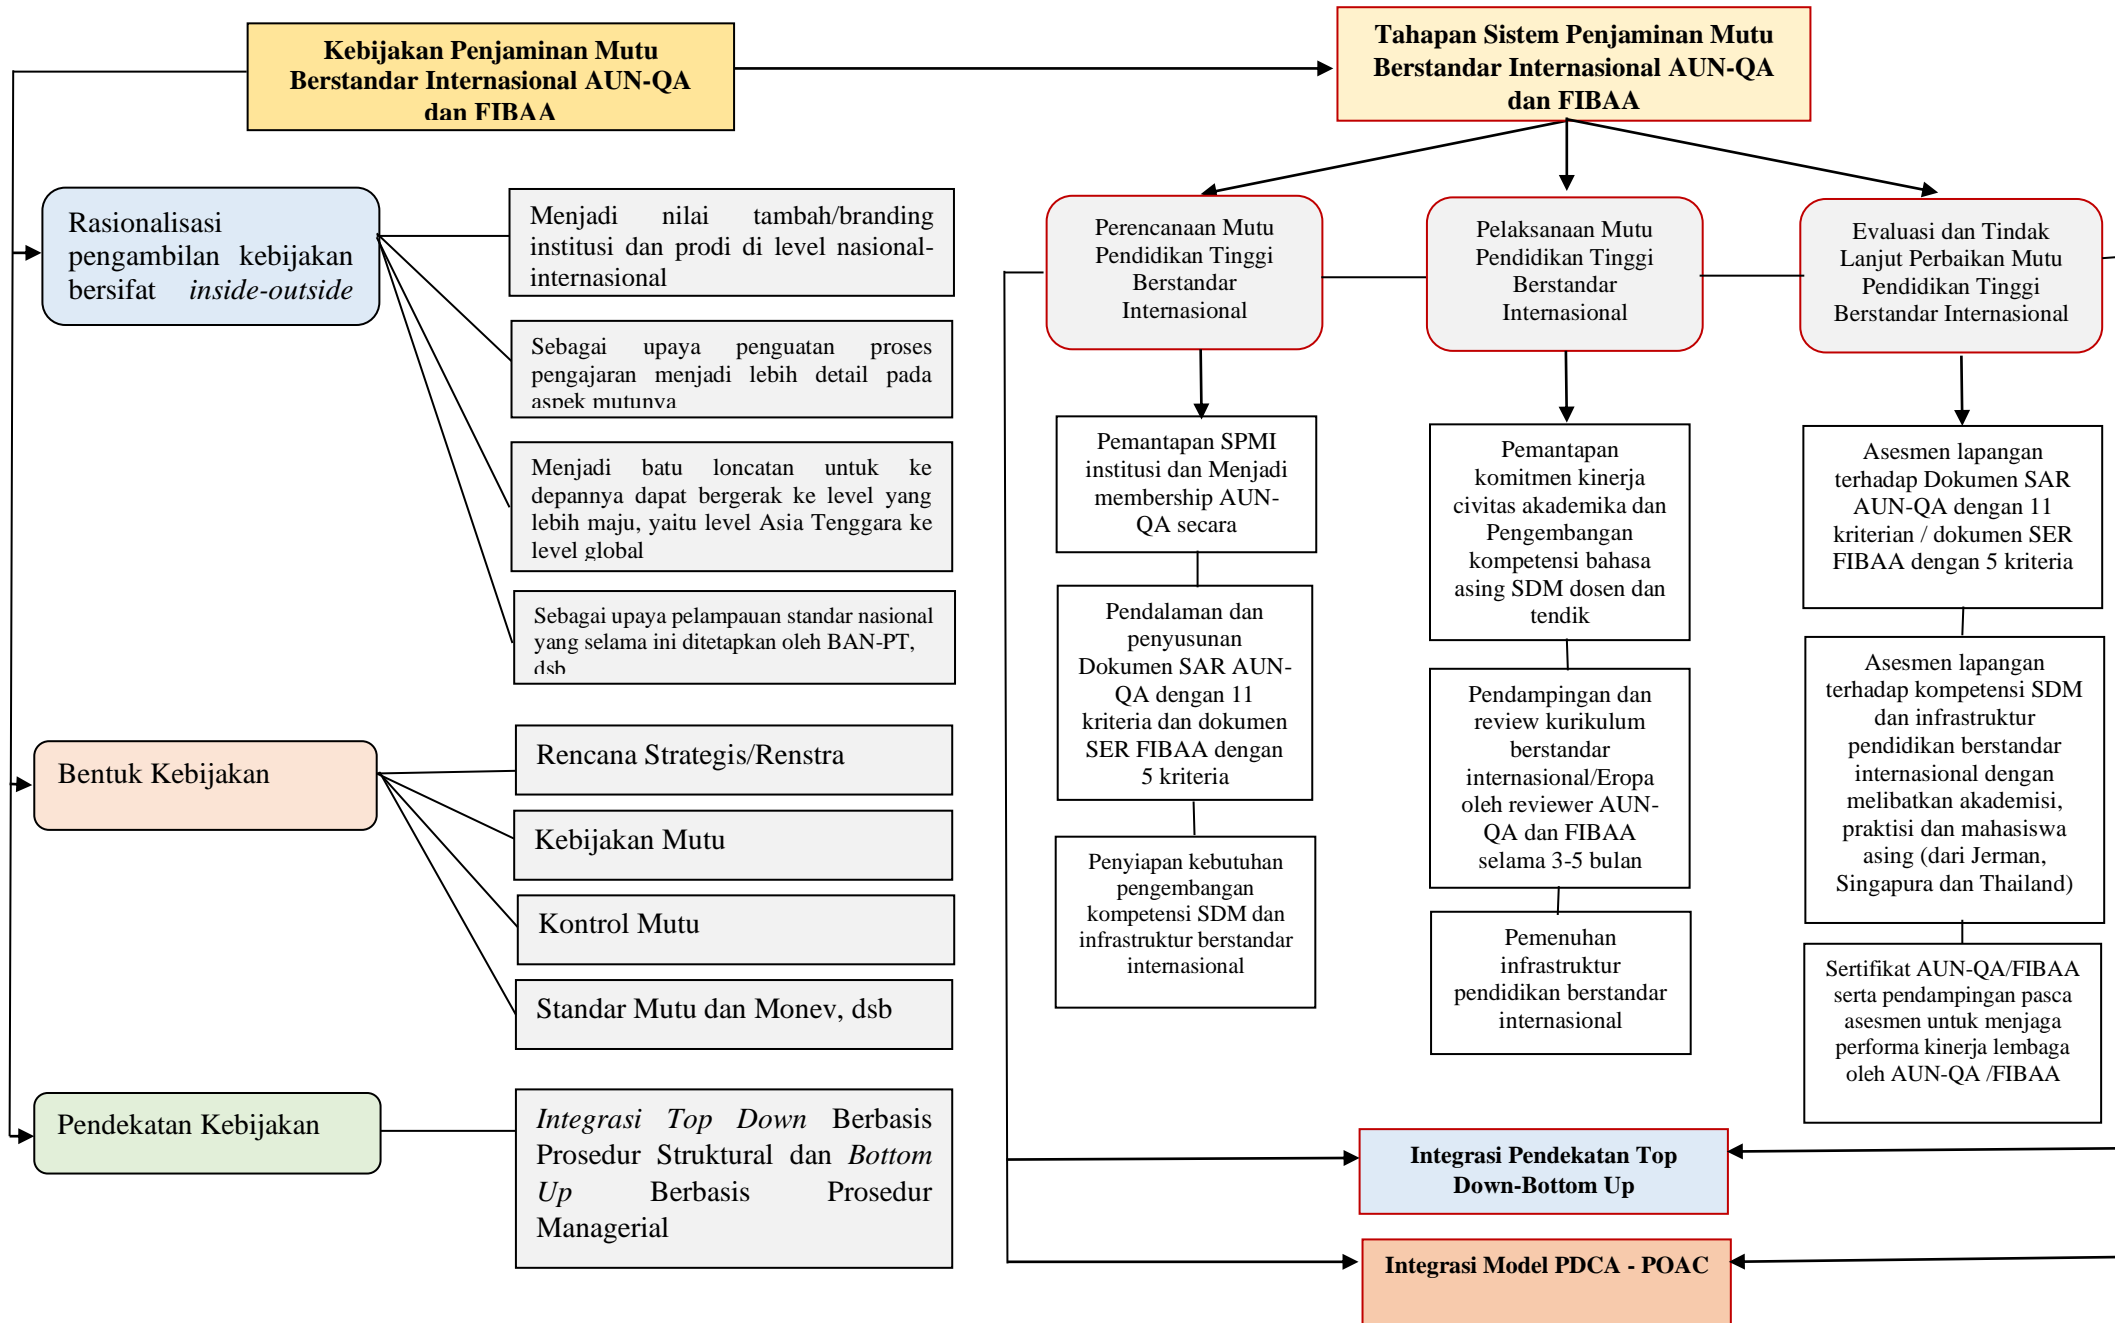 Kebijakan Penjaminan Mutu
Berstandar Internasional AUN-QA
dan FIBAA
Tahapan Sistem Penjaminan Mutu
Berstandar Internasional AUN-QA
dan FIBAA
Rasionalisasi
pengambilan kebijakan
bersifat inside-outside
Menjadi nilai tambah/branding
institusi dan prodi di level nasional-
internasional
Sebagai upaya penguatan proses
pengajaran menjadi lebih detail pada
aspek mutunya
Menjadi batu loncatan untuk ke
depannya dapat bergerak ke level yang
lebih maju, yaitu level Asia Tenggara ke
level global
Sebagai upaya pelampauan standar nasional
yang selama ini ditetapkan oleh BAN-PT,
dsb
Bentuk Kebijakan
Rencana Strategis/Renstra
Kebijakan Mutu
Kontrol Mutu
Standar Mutu dan Monev, dsb
Pendekatan Kebijakan
Integrasi Top Down Berbasis
Prosedur Struktural dan Bottom
Up Berbasis Prosedur
Managerial
Perencanaan Mutu
Pendidikan Tinggi
Berstandar
Internasional
Pemantapan SPMI
institusi dan Menjadi
membership AUN-
QA secara
Pendalaman dan
penyusunan
Dokumen SAR AUN-
QA dengan 11
kriteria dan dokumen
SER FIBAA dengan
5 kriteria
Penyiapan kebutuhan
pengembangan
kompetensi SDM dan
infrastruktur berstandar
internasional
Pelaksanaan Mutu
Pendidikan Tinggi
Berstandar
Internasional
Pemantapan
komitmen kinerja
civitas akademika dan
Pengembangan
kompetensi bahasa
asing SDM dosen dan
tendik
Pendampingan dan
review kurikulum
berstandar
internasional/Eropa
oleh reviewer AUN-
QA dan FIBAA
selama 3-5 bulan
Pemenuhan
infrastruktur
pendidikan berstandar
internasional
Evaluasi dan Tindak
Lanjut Perbaikan Mutu
Pendidikan Tinggi
Berstandar Internasional
Asesmen lapangan
terhadap Dokumen SAR
AUN-QA dengan 11
kriterian / dokumen SER
FIBAA dengan 5 kriteria
Asesmen lapangan
terhadap kompetensi SDM
dan infrastruktur
pendidikan berstandar
internasional dengan
melibatkan akademisi,
praktisi dan mahasiswa
asing (dari Jerman,
Singapura dan Thailand)
Sertifikat AUN-QA/FIBAA
serta pendampingan pasca
asesmen untuk menjaga
performa kinerja lembaga
oleh AUN-QA /FIBAA
Integrasi Pendekatan Top
Down-Bottom Up
Integrasi Model PDCA - POAC